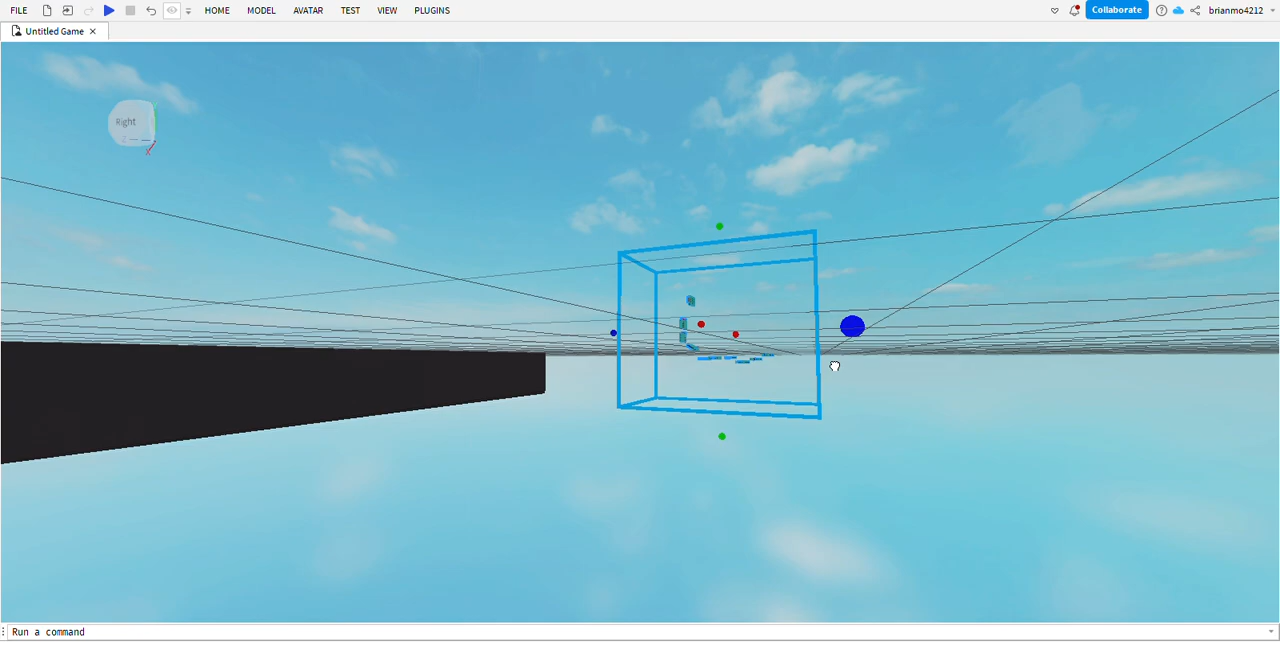 FILE HOME MODEL AVATAR TEST VIEW PLUGINS Collaborate brianmo4212
Untitled Game
Right
Z
X
Run a command